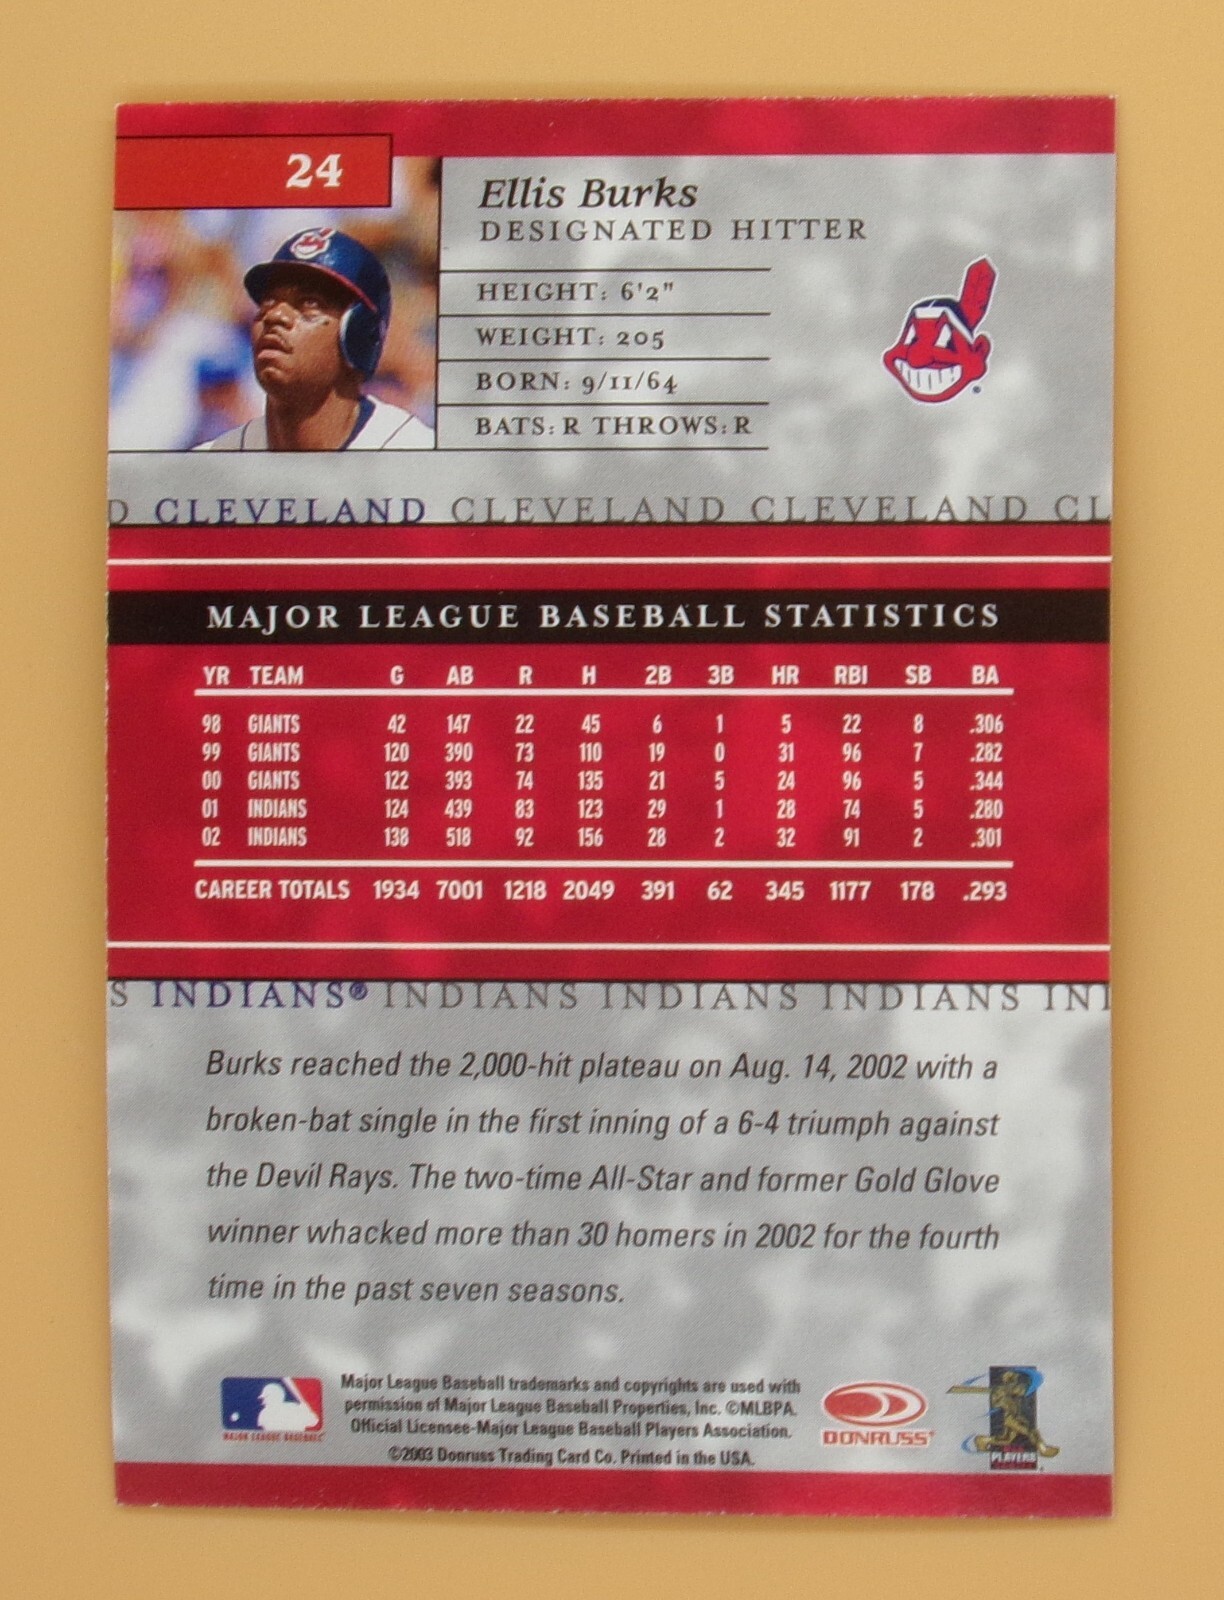 24
Ellis Burks
DESIGNATED HITTER
HEIGHT: 6'2"
WEIGHT: 205
BORN: 9/11/64
BATS: R THROWS: R
D CLEVELAND CLEVELAND CLEVELAND CL
MAJOR LEAGUE BASEBALL STATISTICS
YR TEAM G AB R H 2B 3B HR RBI SB BA
98 GIANTS 42 147 22 45 6 1 5 22 8 .306
99 GIANTS 120 390 73 110 19 0 31 96 7 .282
00 GIANTS 122 393 74 135 21 5 24 96 5 .344
01 INDIANS 124 439 83 123 29 1 28 74 5 .280
02 INDIANS 138 518 92 156 28 2 32 91 2 .301
CAREER TOTALS 1934 7001 1218 2049 391 62 345 1177 178 .293
S INDIANS® INDIANS INDIANS INDIANS INI
Burks reached the 2,000-hit plateau on Aug. 14, 2002 with a
broken-bat single in the first inning of a 6-4 triumph against
the Devil Rays. The two-time All-Star and former Gold Glove
winner whacked more than 30 homers in 2002 for the fourth
time in the past seven seasons.
MAJOR LEAGUE BASEBALL
Major League Baseball trademarks and copyrights are used with
permission of Major League Baseball Properties, Inc. ©MLBPA.
Official Licensee-Major League Baseball Players Association.
©2003 Donruss Trading Card Co. Printed in the USA.
DONRUSS
PLAYERS